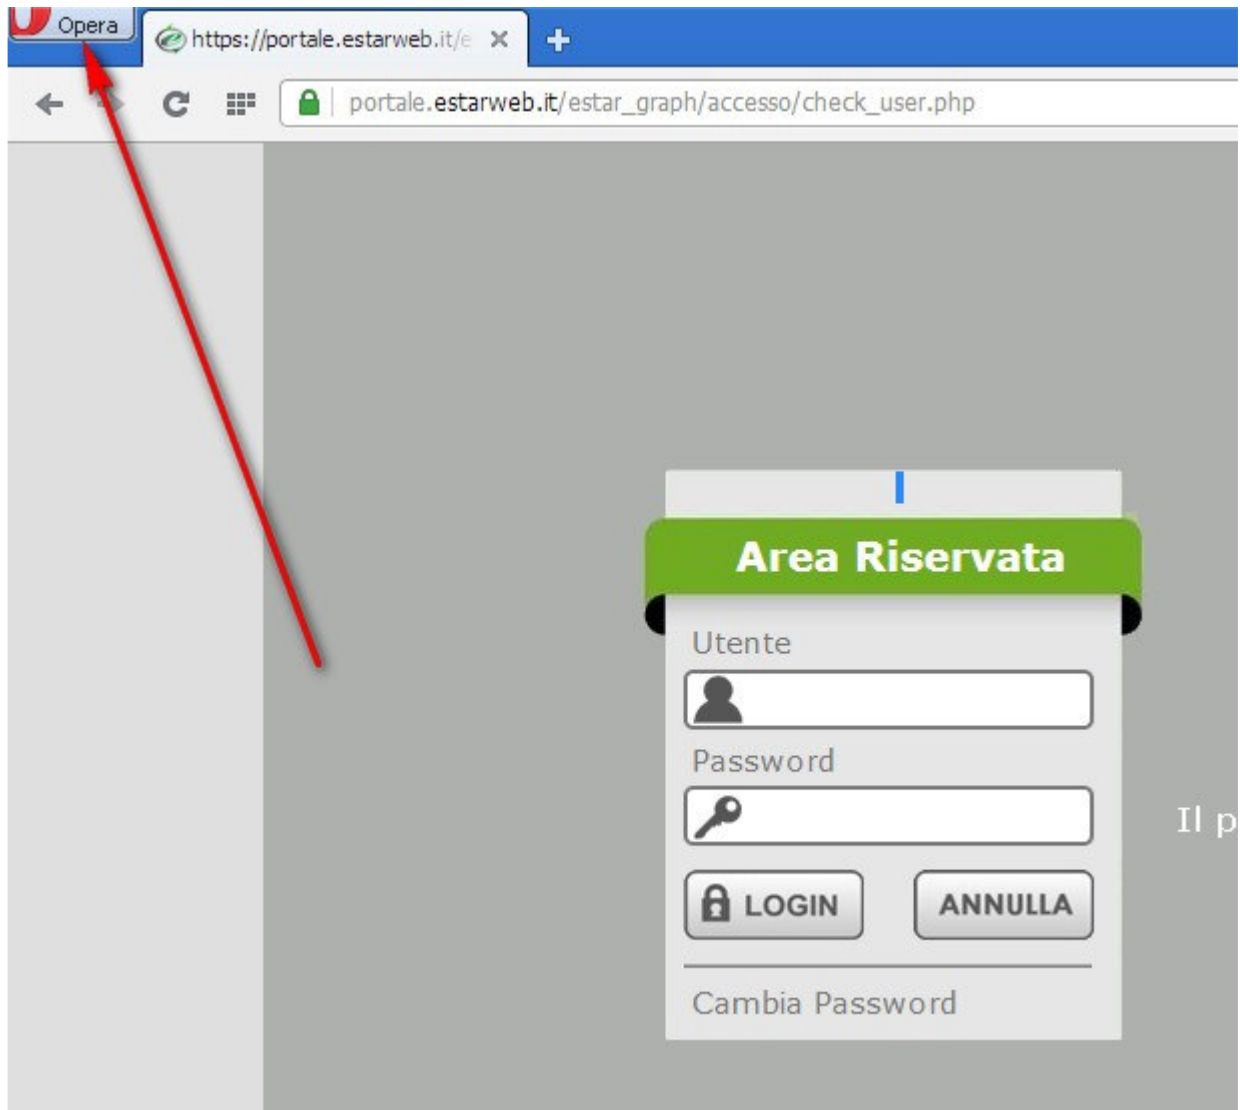 Opera
https://portale.estarweb.it/e
portale.estarweb.it/estar_graph/accesso/check_user.php
Area Riservata
Utente
Password
Il p
LOGIN ANNULLA
Cambia Password